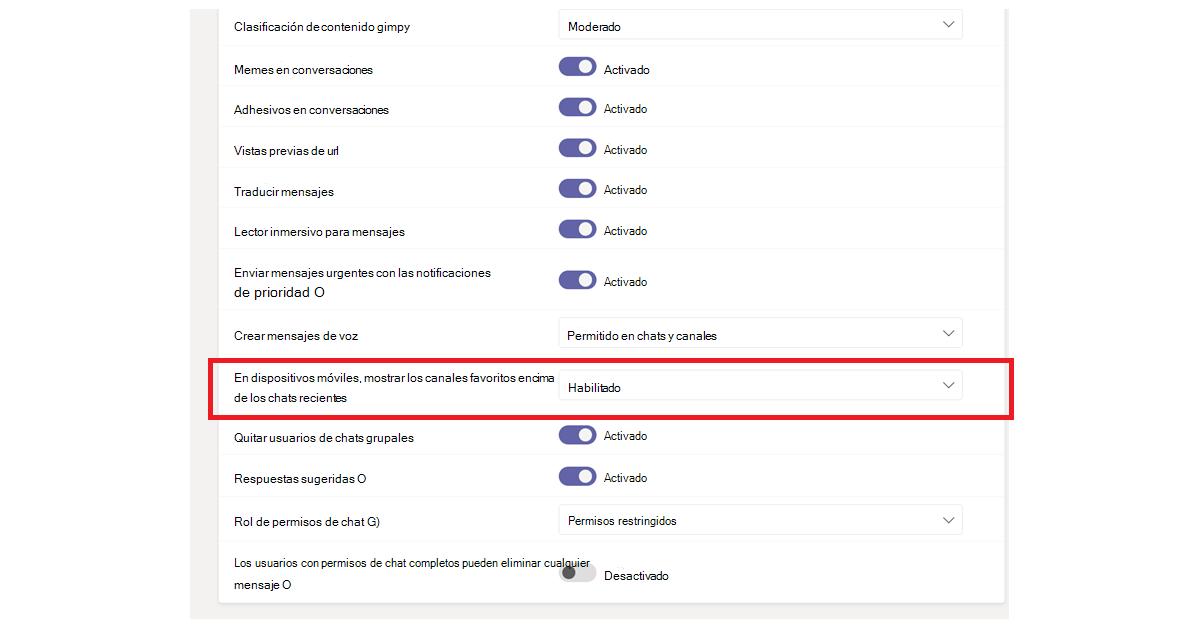 Clasificación de contenido gimpy
Moderado
Memes en conversaciones
Activado
Adhesivos en conversaciones
Activado
Vistas previas de url
Activado
Traducir mensajes
Activado
Lector inmersivo para mensajes
Activado
Enviar mensajes urgentes con las notificaciones
de prioridad O
Activado
Crear mensajes de voz
Permitido en chats y canales
En dispositivos móviles, mostrar los canales favoritos encima
de los chats recientes
Habilitado
Quitar usuarios de chats grupales
Activado
Respuestas sugeridas O
Activado
Rol de permisos de chat G)
Permisos restringidos
Los usuarios con permisos de chat completos pueden eliminar cualquier
mensaje O
Desactivado